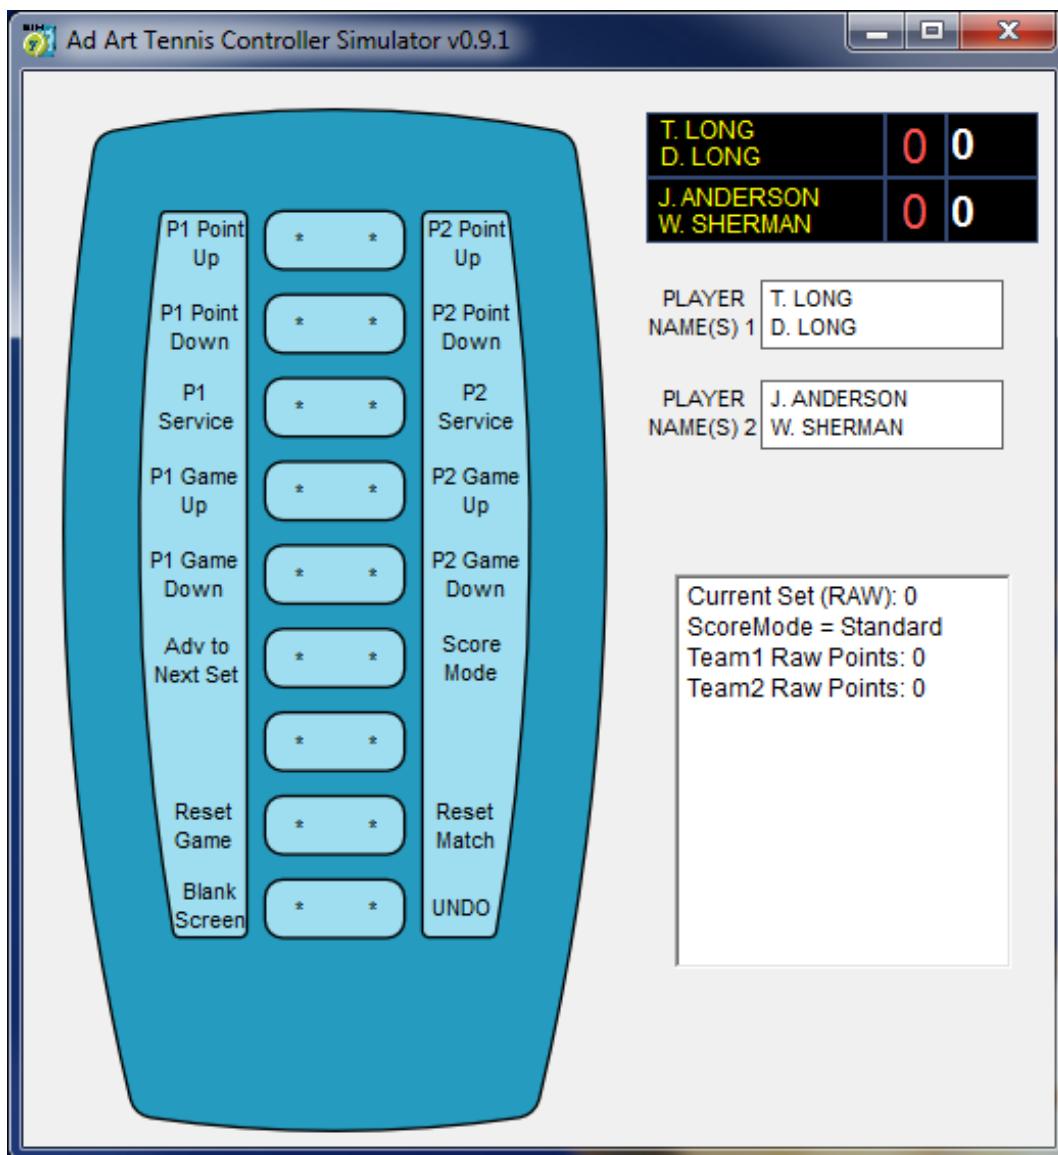 Ad Art Tennis Controller Simulator v0.9.1
T. LONG
D. LONG
0 0
J. ANDERSON
W. SHERMAN
0 0
PLAYER
NAME(S) 1
T. LONG
D. LONG
PLAYER
NAME(S) 2
J. ANDERSON
W. SHERMAN
Current Set (RAW): 0
ScoreMode = Standard
Team1 Raw Points: 0
Team2 Raw Points: 0
P1 Point
Up
* *
P2 Point
Up
P1 Point
Down
* *
P2 Point
Down
P1
Service
* *
P2
Service
P1 Game
Up
* *
P2 Game
Up
P1 Game
Down
* *
P2 Game
Down
Adv to
Next Set
* *
Score
Mode
* *
Reset
Game
* *
Reset
Match
Blank
Screen
* *
UNDO